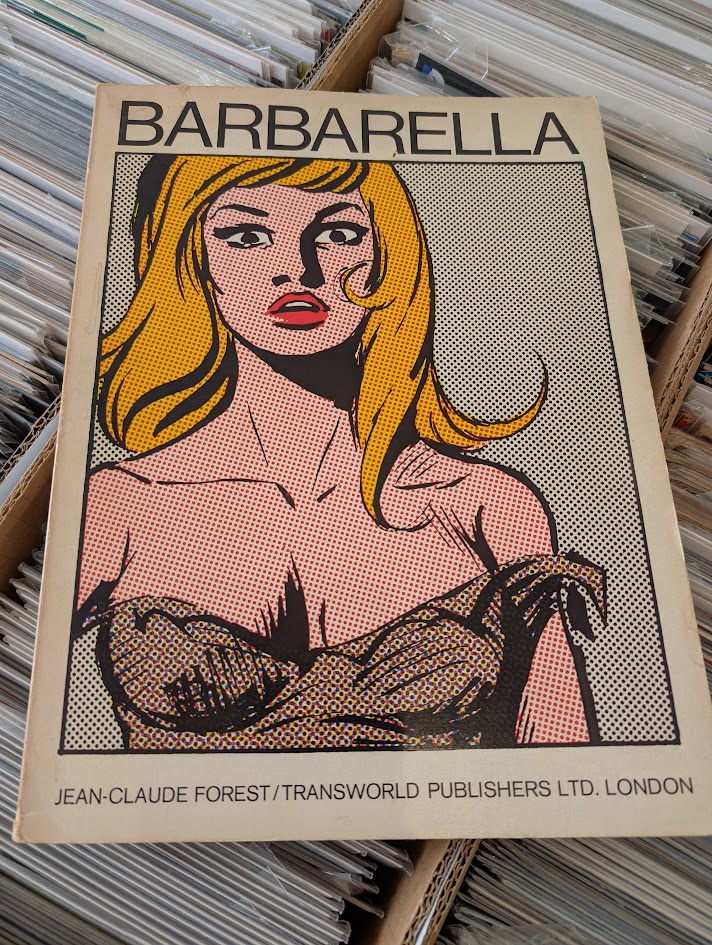 BARBARELLA
JEAN-CLAUDE FOREST/TRANSWORLD PUBLISHERS LTD. LONDON